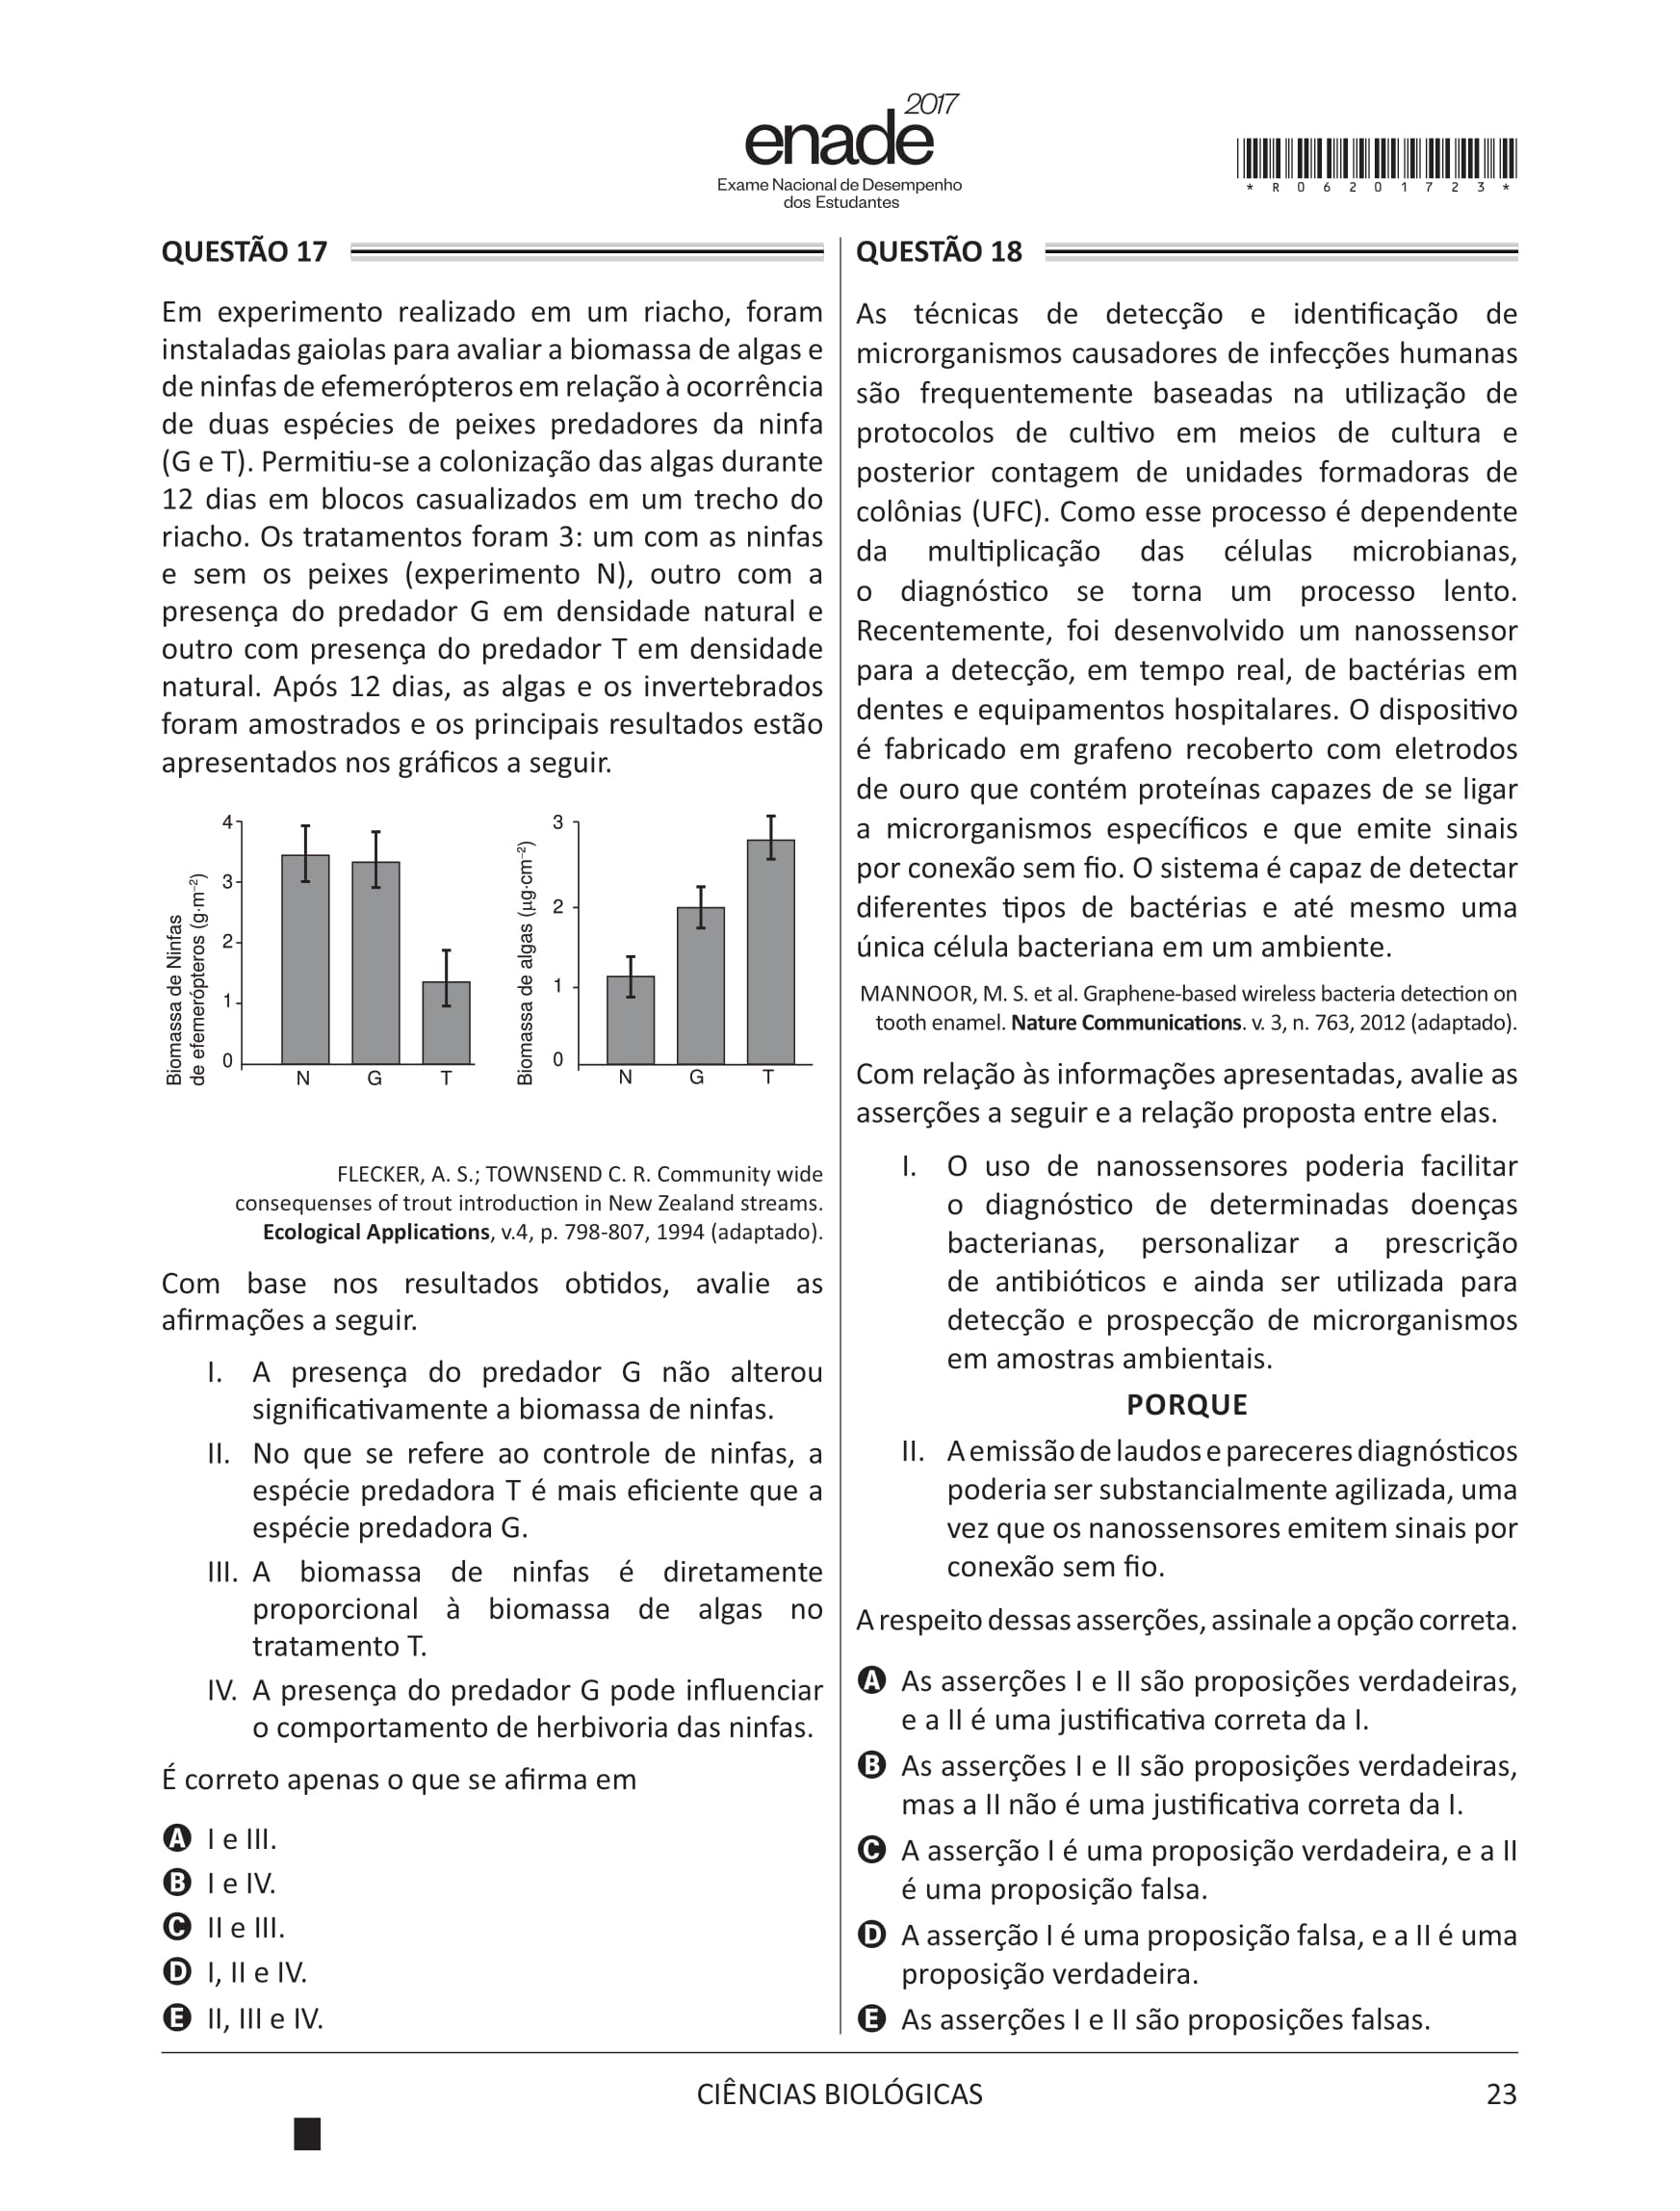 2017
enade
Exame Nacional de Desempenho
dos Estudantes
* R 0 6 2 0 1 7 2 3 *
QUESTÃO 17
Em experimento realizado em um riacho, foram
instaladas gaiolas para avaliar a biomassa de algas e
de ninfas de efemerópteros em relação à ocorrência
de duas espécies de peixes predadores da ninfa
(G e T). Permitiu-se a colonização das algas durante
12 dias em blocos casualizados em um trecho do
riacho. Os tratamentos foram 3: um com as ninfas
e sem os peixes (experimento N), outro com a
presença do predador G em densidade natural e
outro com presença do predador T em densidade
natural. Após 12 dias, as algas e os invertebrados
foram amostrados e os principais resultados estão
apresentados nos gráficos a seguir.
Biomassa de Ninfas
de efemerópteros (g·m⁻²)
4
3
2
1
0
N G T
Biomassa de algas (µg·cm⁻²)
3
2
1
0
N G T
FLECKER, A. S.; TOWNSEND C. R. Community wide
consequenses of trout introduction in New Zealand streams.
Ecological Applications, v.4, p. 798-807, 1994 (adaptado).
Com base nos resultados obtidos, avalie as
afirmações a seguir.
I. A presença do predador G não alterou
significativamente a biomassa de ninfas.
II. No que se refere ao controle de ninfas, a
espécie predadora T é mais eficiente que a
espécie predadora G.
III. A biomassa de ninfas é diretamente
proporcional à biomassa de algas no
tratamento T.
IV. A presença do predador G pode influenciar
o comportamento de herbivoria das ninfas.
É correto apenas o que se afirma em
A I e III.
B I e IV.
C II e III.
D I, II e IV.
E II, III e IV.
QUESTÃO 18
As técnicas de detecção e identificação de
microrganismos causadores de infecções humanas
são frequentemente baseadas na utilização de
protocolos de cultivo em meios de cultura e
posterior contagem de unidades formadoras de
colônias (UFC). Como esse processo é dependente
da multiplicação das células microbianas,
o diagnóstico se torna um processo lento.
Recentemente, foi desenvolvido um nanossensor
para a detecção, em tempo real, de bactérias em
dentes e equipamentos hospitalares. O dispositivo
é fabricado em grafeno recoberto com eletrodos
de ouro que contém proteínas capazes de se ligar
a microrganismos específicos e que emite sinais
por conexão sem fio. O sistema é capaz de detectar
diferentes tipos de bactérias e até mesmo uma
única célula bacteriana em um ambiente.
MANNOOR, M. S. et al. Graphene-based wireless bacteria detection on
tooth enamel. Nature Communications. v. 3, n. 763, 2012 (adaptado).
Com relação às informações apresentadas, avalie as
asserções a seguir e a relação proposta entre elas.
I. O uso de nanossensores poderia facilitar
o diagnóstico de determinadas doenças
bacterianas, personalizar a prescrição
de antibióticos e ainda ser utilizada para
detecção e prospecção de microrganismos
em amostras ambientais.
PORQUE
II. A emissão de laudos e pareceres diagnósticos
poderia ser substancialmente agilizada, uma
vez que os nanossensores emitem sinais por
conexão sem fio.
A respeito dessas asserções, assinale a opção correta.
A As asserções I e II são proposições verdadeiras,
e a II é uma justificativa correta da I.
B As asserções I e II são proposições verdadeiras,
mas a II não é uma justificativa correta da I.
C A asserção I é uma proposição verdadeira, e a II
é uma proposição falsa.
D A asserção I é uma proposição falsa, e a II é uma
proposição verdadeira.
E As asserções I e II são proposições falsas.
CIÊNCIAS BIOLÓGICAS
23